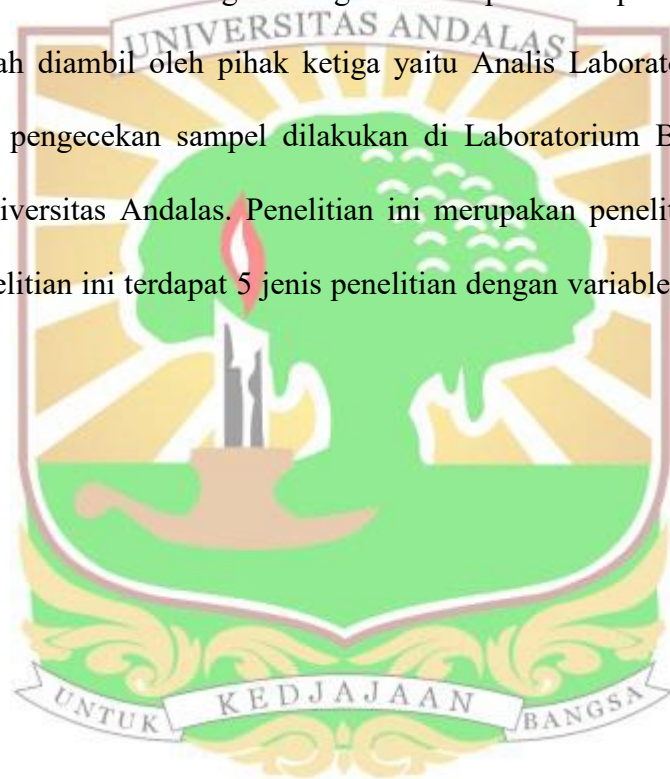 UNIVERSITAS ANDALAS
ah diambil oleh pihak ketiga yaitu Analis Laborato
pengecekan sampel dilakukan di Laboratorium B
iversitas Andalas. Penelitian ini merupakan penelit
elitian ini terdapat 5 jenis penelitian dengan variable
UNTUK KEDJAJAAN BANGSA